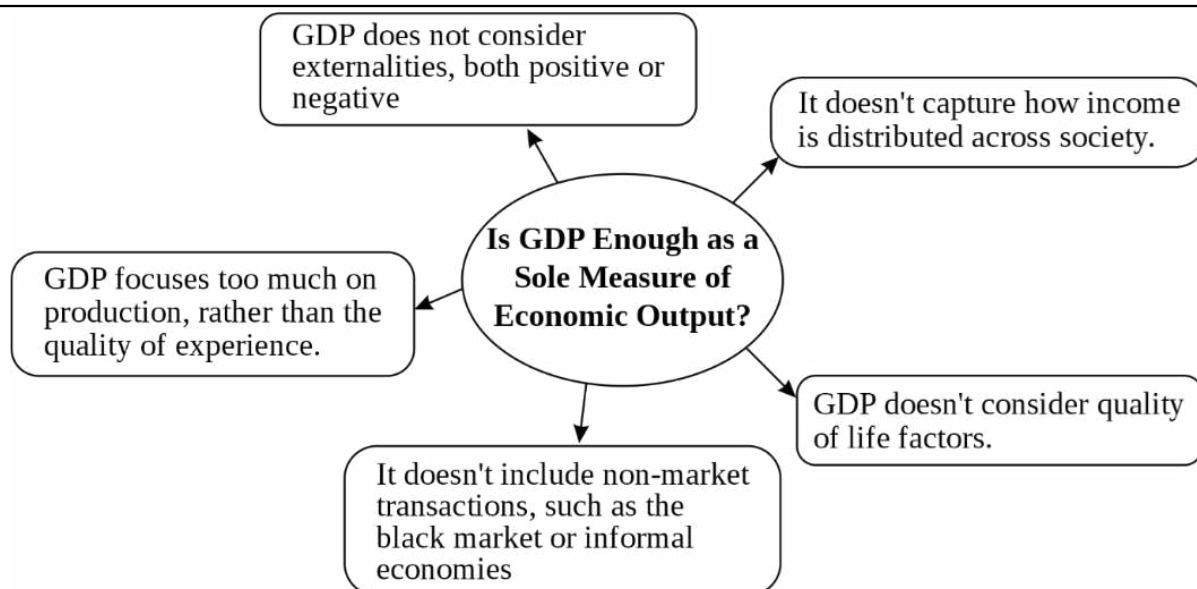 GDP does not consider
externalities, both positive or
negative
It doesn't capture how income
is distributed across society.
Is GDP Enough as a
Sole Measure of
Economic Output?
GDP focuses too much on
production, rather than the
quality of experience.
GDP doesn't consider quality
of life factors.
It doesn't include non-market
transactions, such as the
black market or informal
economies